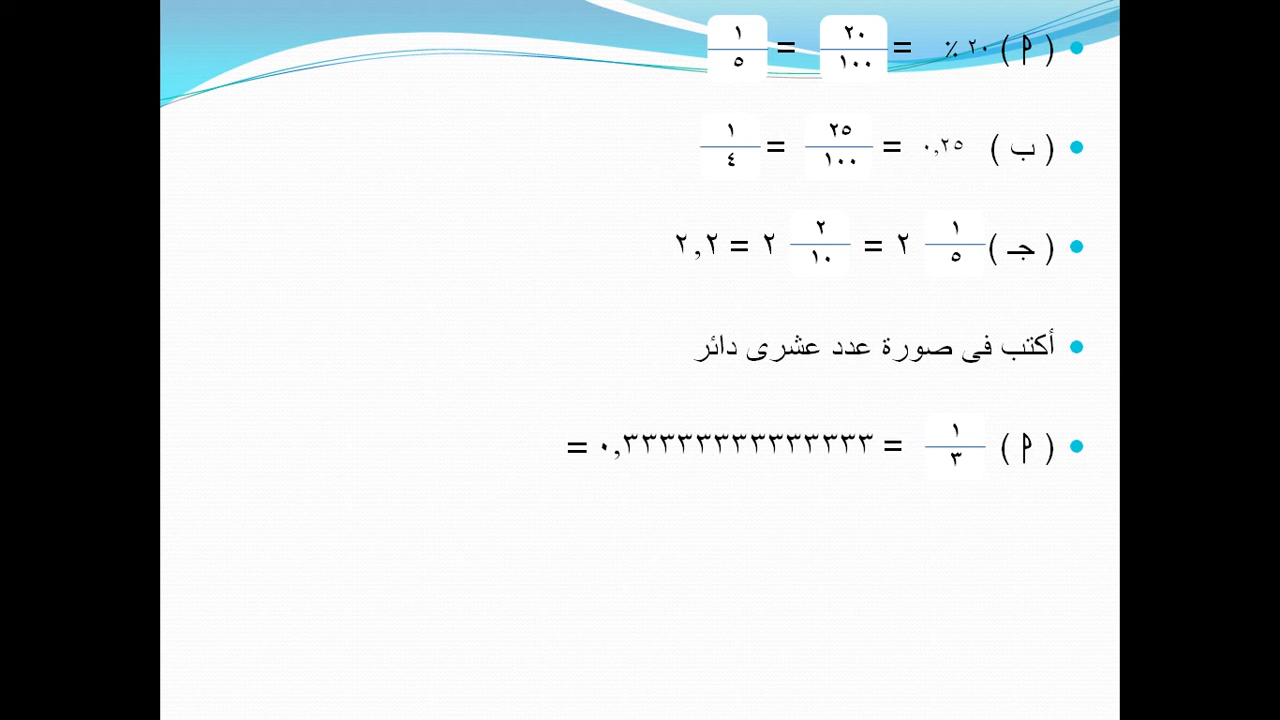 ( أ ) ٢٠ ٪ = ٢٠/١٠٠ = ١/٥
( ب ) ٠,٢٥ = ٢٥/١٠٠ = ١/٤
( جـ ) ١/٥ ٢ = ٢/١٠ ٢ = ٢,٢
أكتب فى صورة عدد عشرى دائر
( أ ) ١/٣ = ٠,٣٣٣٣٣٣٣٣٣٣٣٣٣٣ =